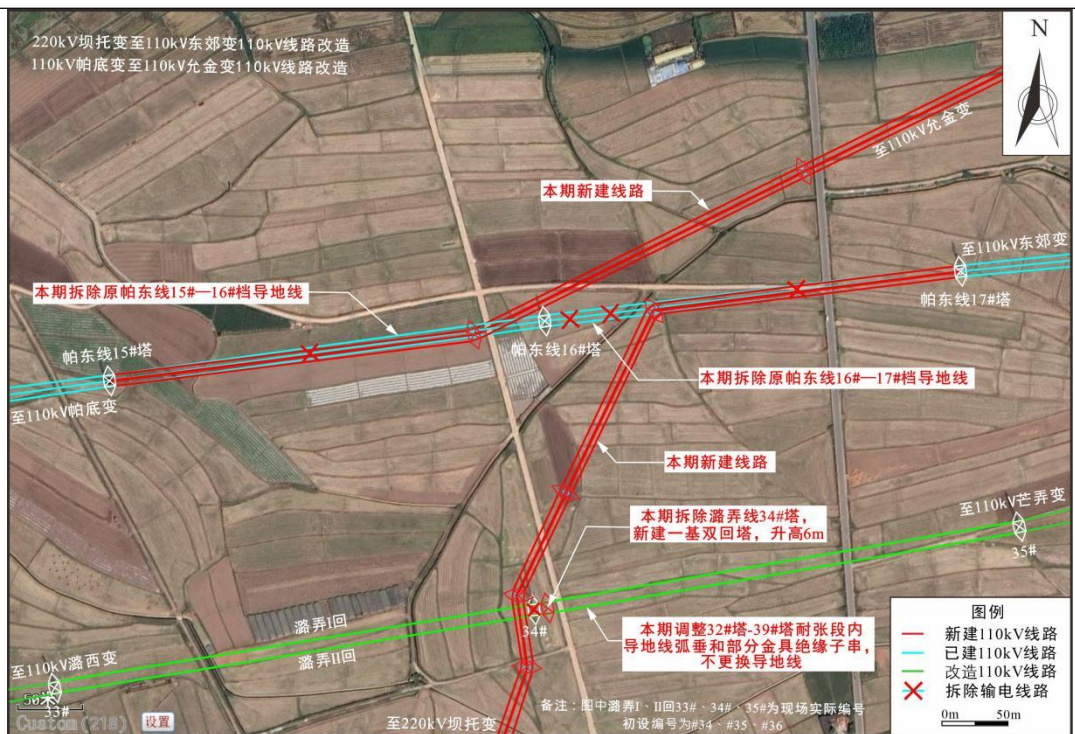 220kV坝托变至110kV东郊变110kV线路改造
110kV帕底变至110kV允金变110kV线路改造
N
至110kV允金变
本期新建线路
至110kV东郊变
本期拆除原帕东线15#—16#档导地线
帕东线17#塔
帕东线15#塔
帕东线16#塔
本期拆除原帕东线16#—17#档导地线
至110kV帕底变
本期新建线路
至110kV芒弄变
本期拆除潞弄线34#塔，
新建一基双回塔，升高6m
35#
潞弄I回
34#
潞弄II回
本期调整32#塔-39#塔耐张段内
导地线弧垂和部分金具绝缘子串，
不更换导地线
至110kV潞西变
50米
33#
Custom(218)
设置
至220kV坝托变
备注：图中潞弄I、II回33#、34#、35#为现场实际编号
初设编号为#34、#35、#36
图例
新建110kV线路
已建110kV线路
改造110kV线路
拆除输电线路
0m 50m